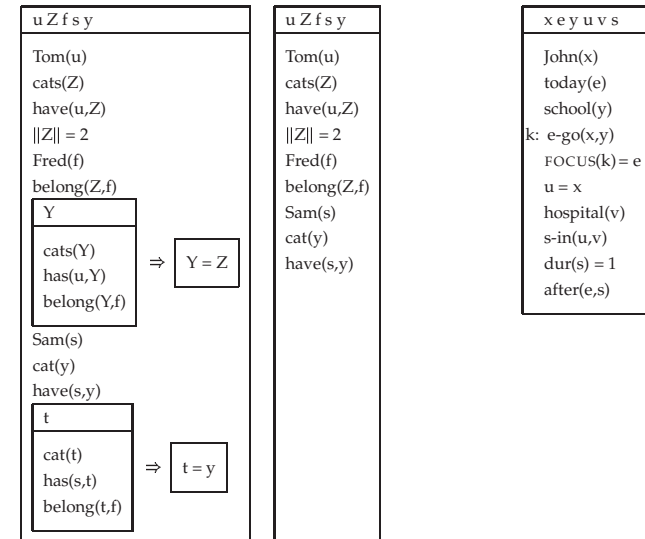 u Z f s y
Tom(u)
cats(Z)
have(u,Z)
||Z|| = 2
Fred(f)
belong(Z,f)
Y
cats(Y)
has(u,Y)
belong(Y,f)
⇒
Y = Z
Sam(s)
cat(y)
have(s,y)
t
cat(t)
has(s,t)
belong(t,f)
⇒
t = y
u Z f s y
Tom(u)
cats(Z)
have(u,Z)
||Z|| = 2
Fred(f)
belong(Z,f)
Sam(s)
cat(y)
have(s,y)
x e y u v s
John(x)
today(e)
school(y)
k: e-go(x,y)
FOCUS(k) = e
u = x
hospital(v)
s-in(u,v)
dur(s) = 1
after(e,s)